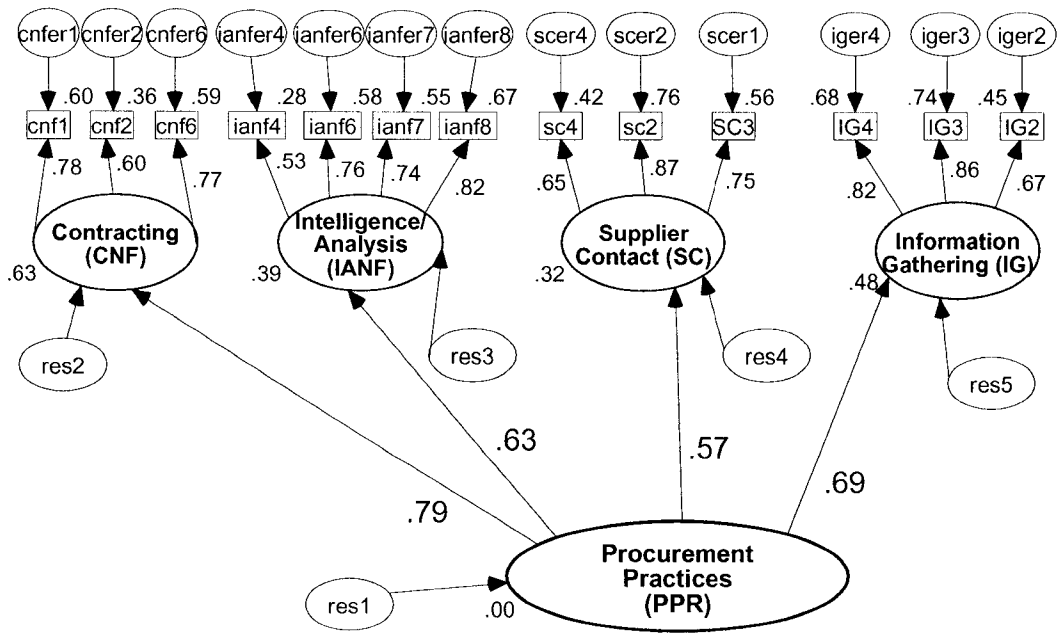 cnfer1 cnfer2 cnfer6 ianfer4 ianfer6 ianfer7 ianfer8 scer4 scer2 scer1 iger4 iger3 iger2
.60 .36 .59 .28 .58 .55 .67 .42 .76 .56 .68 .74 .45
cnf1 cnf2 cnf6 ianf4 ianf6 ianf7 ianf8 sc4 sc2 SC3 IG4 IG3 IG2
.78 .60 .77 .53 .76 .74 .82 .65 .87 .75 .82 .86 .67
Contracting
(CNF)
.63
Intelligence
Analysis
(IANF)
.39
Supplier
Contact (SC)
.32
Information
Gathering (IG)
.48
res2 res3 res4 res5
.79 .63 .57 .69
Procurement
Practices
(PPR)
res1
.00